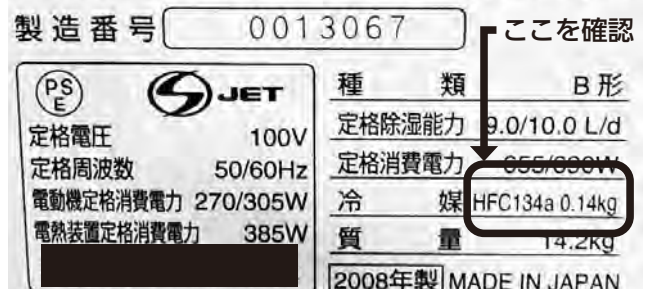 製造番号 0013067
ここを確認
PSE JET
定格電圧 100V
定格周波数 50/60Hz
電動機定格消費電力 270/305W
電熱装置定格消費電力 385W
種類 B形
定格除湿能力 9.0/10.0 L/d
定格消費電力 655/690W
冷媒 HFC134a 0.14kg
質量 14.2kg
2008年製 MADE IN JAPAN